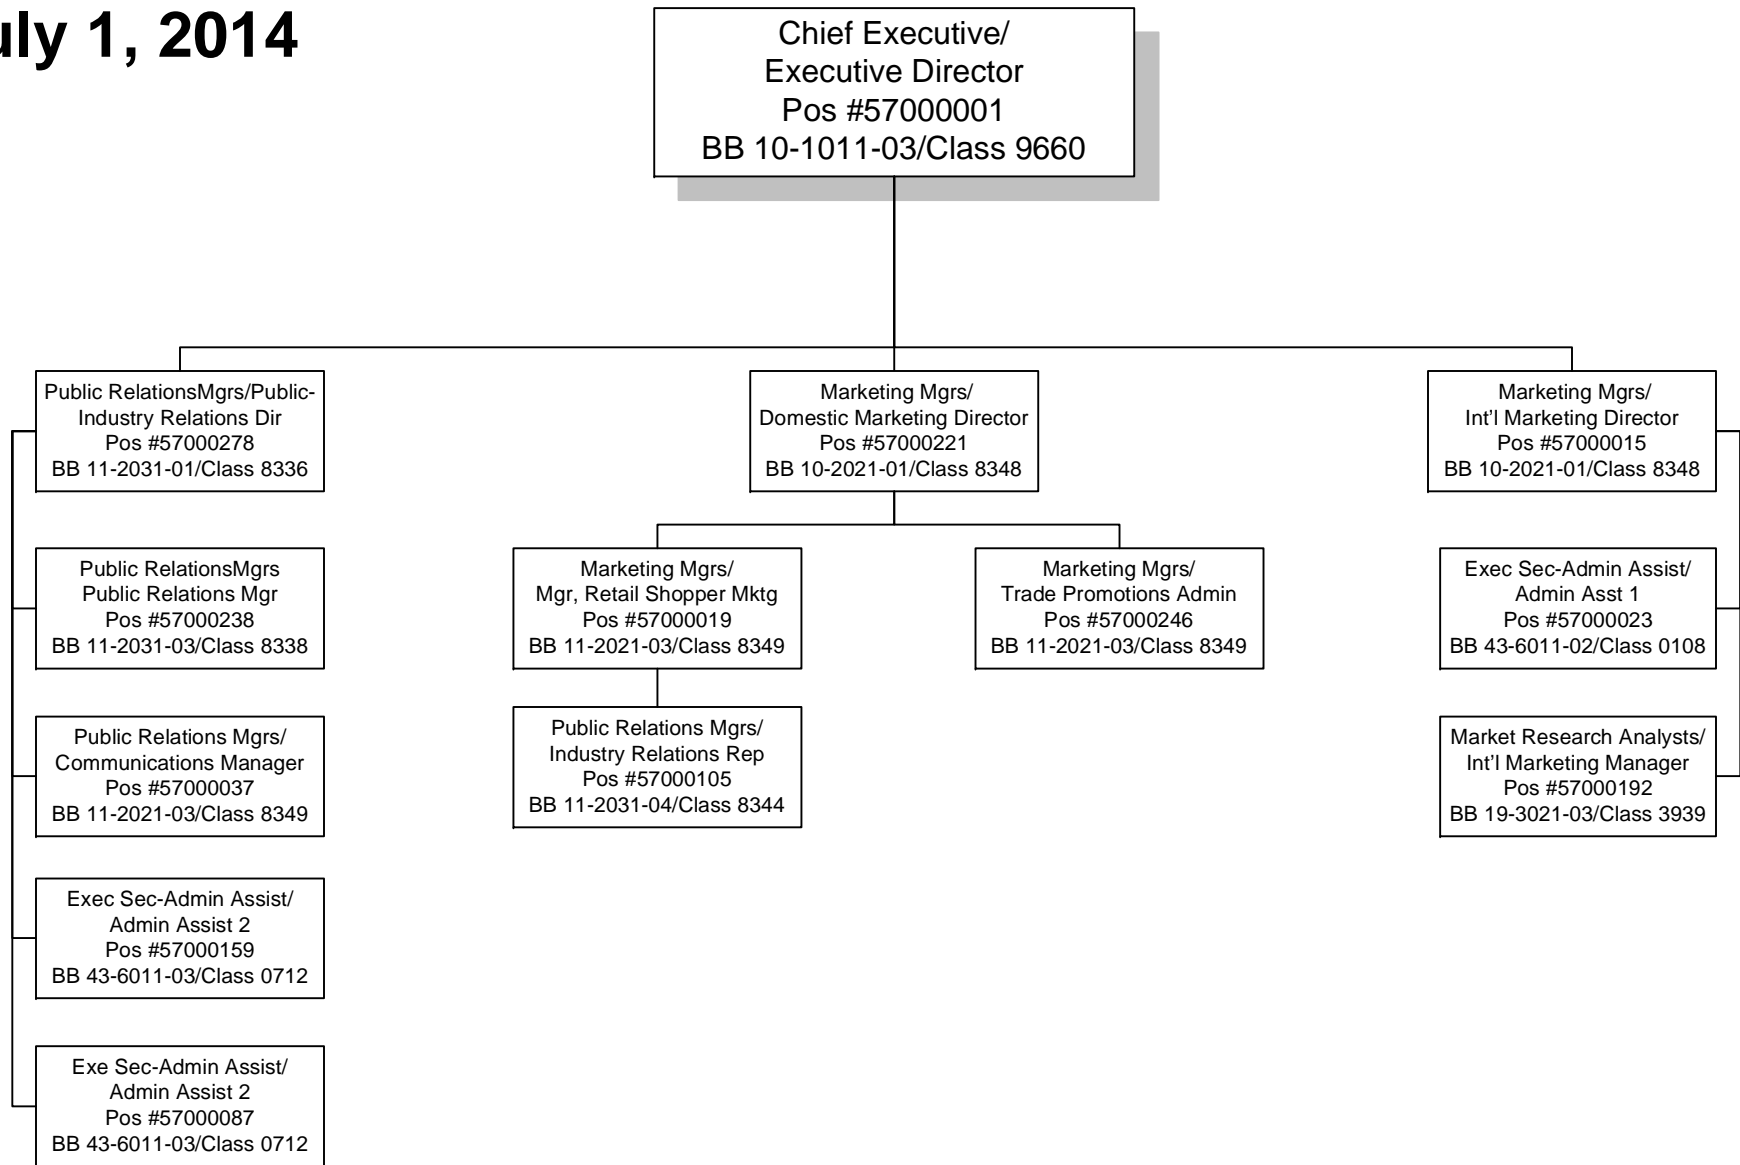 uly 1, 2014
Chief Executive/
Executive Director
Pos #57000001
BB 10-1011-03/Class 9660
Public RelationsMgrs/Public-
Industry Relations Dir
Pos #57000278
BB 11-2031-01/Class 8336
Marketing Mgrs/
Domestic Marketing Director
Pos #57000221
BB 10-2021-01/Class 8348
Marketing Mgrs/
Int'l Marketing Director
Pos #57000015
BB 10-2021-01/Class 8348
Public RelationsMgrs
Public Relations Mgr
Pos #57000238
BB 11-2031-03/Class 8338
Marketing Mgrs/
Mgr, Retail Shopper Mktg
Pos #57000019
BB 11-2021-03/Class 8349
Marketing Mgrs/
Trade Promotions Admin
Pos #57000246
BB 11-2021-03/Class 8349
Exec Sec-Admin Assist/
Admin Asst 1
Pos #57000023
BB 43-6011-02/Class 0108
Public Relations Mgrs/
Communications Manager
Pos #57000037
BB 11-2021-03/Class 8349
Public Relations Mgrs/
Industry Relations Rep
Pos #57000105
BB 11-2031-04/Class 8344
Market Research Analysts/
Int'l Marketing Manager
Pos #57000192
BB 19-3021-03/Class 3939
Exec Sec-Admin Assist/
Admin Assist 2
Pos #57000159
BB 43-6011-03/Class 0712
Exe Sec-Admin Assist/
Admin Assist 2
Pos #57000087
BB 43-6011-03/Class 0712